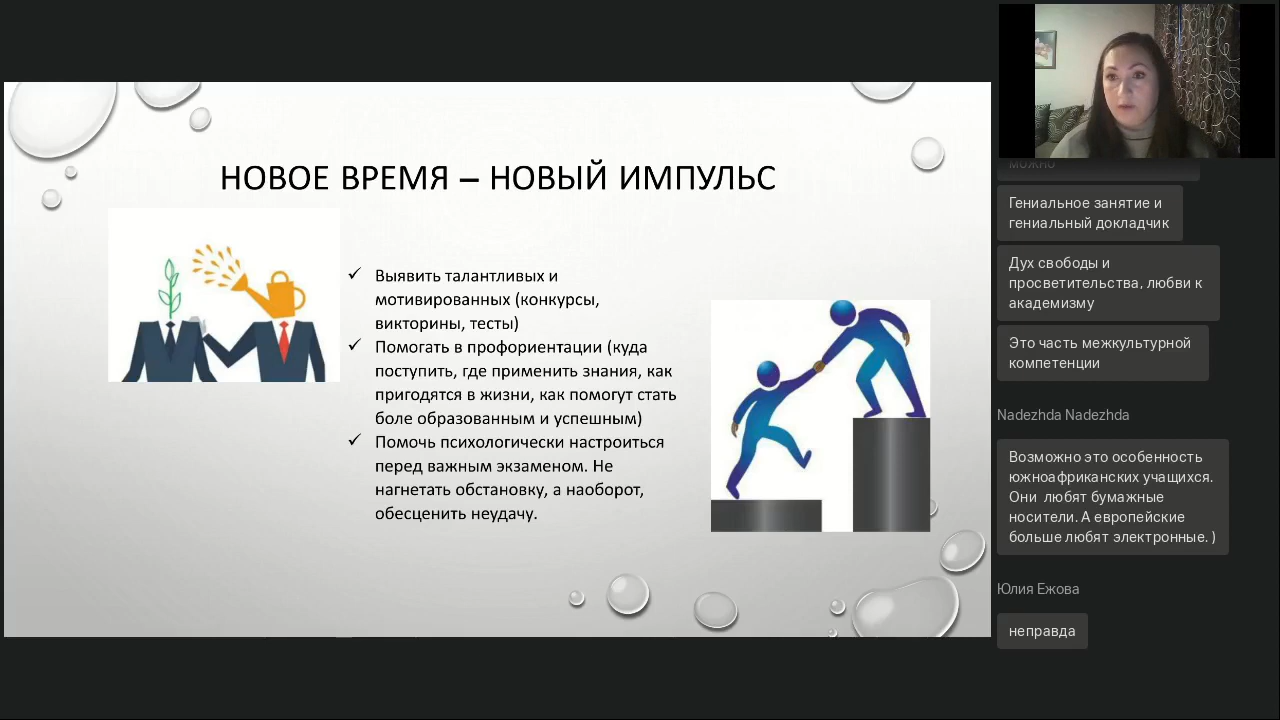 НОВОЕ ВРЕМЯ – НОВЫЙ ИМПУЛЬС
✓ Выявить талантливых и
мотивированных (конкурсы,
викторины, тесты)
✓ Помогать в профориентации (куда
поступить, где применить знания, как
пригодятся в жизни, как помогут стать
боле образованным и успешным)
✓ Помочь психологически настроиться
перед важным экзаменом. Не
нагнетать обстановку, а наоборот,
обесценить неудачу.
можно
Гениальное занятие и
гениальный докладчик
Дух свободы и
просветительства, любви к
академизму
Это часть межкультурной
компетенции
Nadezhda Nadezhda
Возможно это особенность
южноафриканских учащихся.
Они любят бумажные
носители. А европейские
больше любят электронные. )
Юлия Ежова
неправда